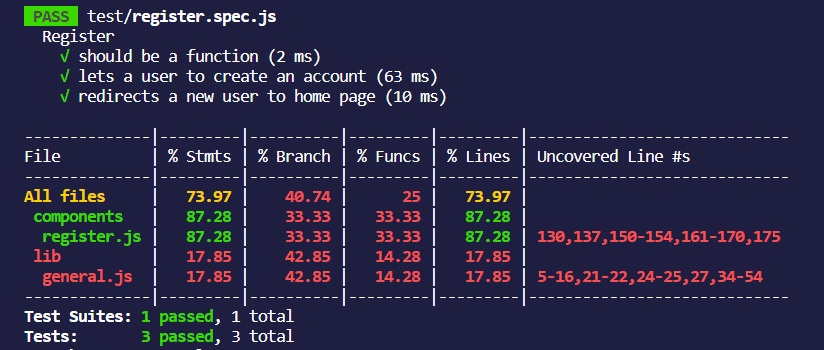 PASS test/register.spec.js
Register
√ should be a function (2 ms)
√ lets a user to create an account (63 ms)
√ redirects a new user to home page (10 ms)
--------------|---------|----------|---------|---------|----------------------------
File | % Stmts | % Branch | % Funcs | % Lines | Uncovered Line #s
--------------|---------|----------|---------|---------|----------------------------
All files | 73.97 | 40.74 | 25 | 73.97 |
components | 87.28 | 33.33 | 33.33 | 87.28 |
register.js | 87.28 | 33.33 | 33.33 | 87.28 | 130,137,150-154,161-170,175
lib | 17.85 | 42.85 | 14.28 | 17.85 |
general.js | 17.85 | 42.85 | 14.28 | 17.85 | 5-16,21-22,24-25,27,34-54
--------------|---------|----------|---------|---------|----------------------------
Test Suites: 1 passed, 1 total
Tests: 3 passed, 3 total